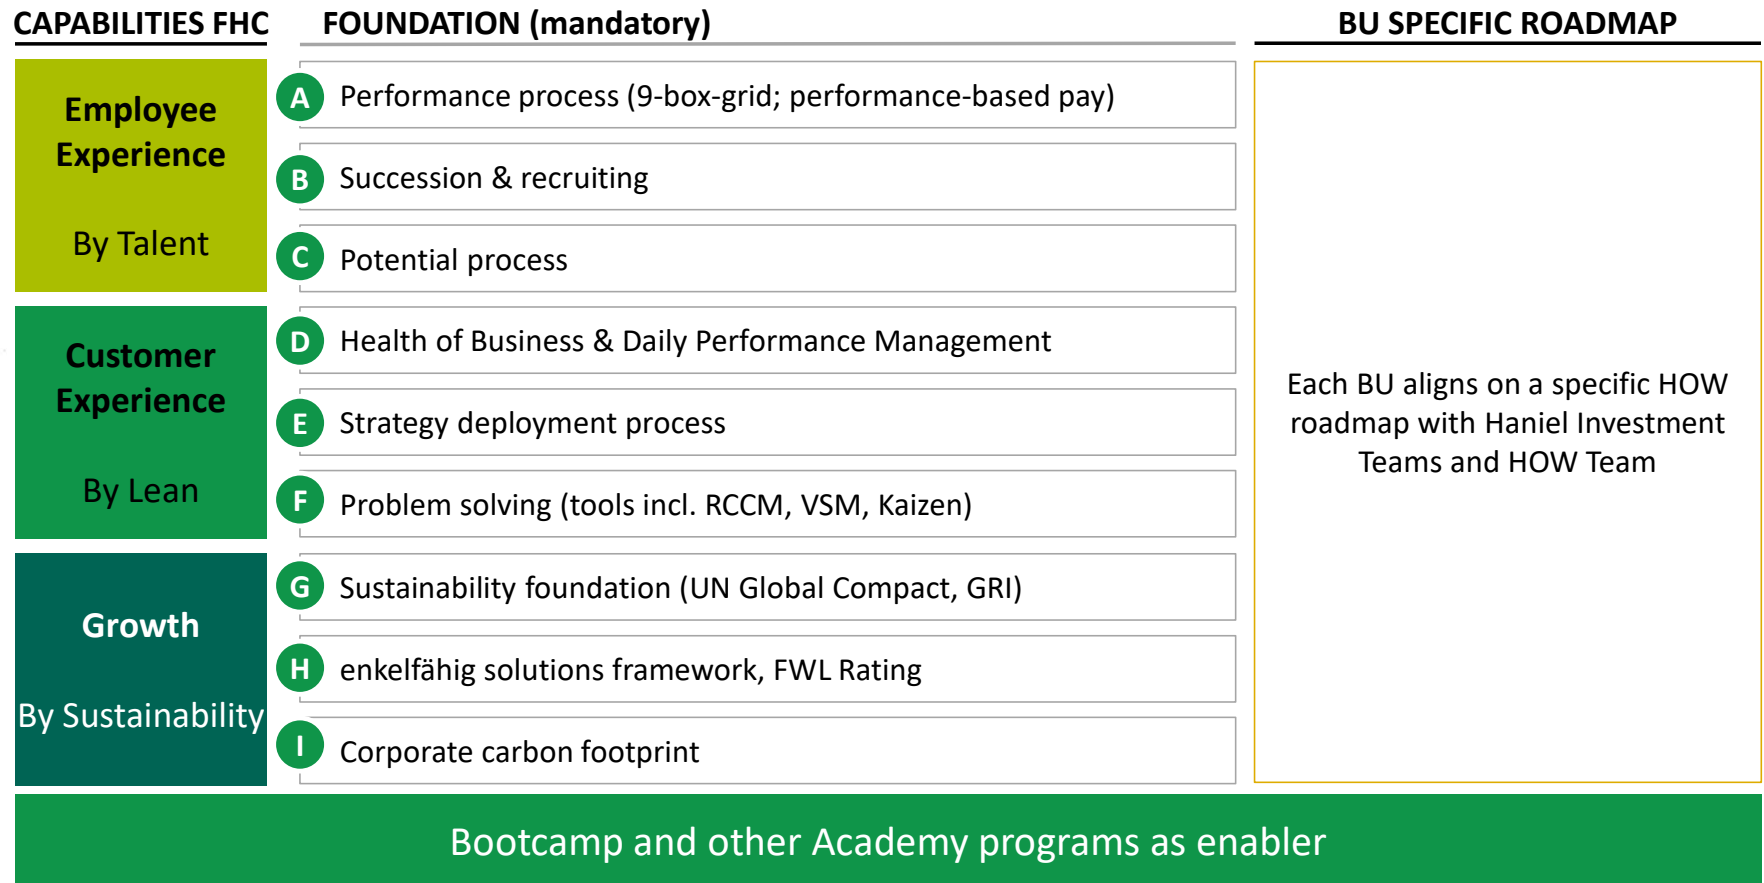 CAPABILITIES FHC
FOUNDATION (mandatory)
BU SPECIFIC ROADMAP
Employee
Experience
By Talent
A Performance process (9-box-grid; performance-based pay)
B Succession & recruiting
C Potential process
Customer
Experience
By Lean
D Health of Business & Daily Performance Management
E Strategy deployment process
F Problem solving (tools incl. RCCM, VSM, Kaizen)
Growth
By Sustainability
G Sustainability foundation (UN Global Compact, GRI)
H enkelfähig solutions framework, FWL Rating
I Corporate carbon footprint
Each BU aligns on a specific HOW
roadmap with Haniel Investment
Teams and HOW Team
Bootcamp and other Academy programs as enabler